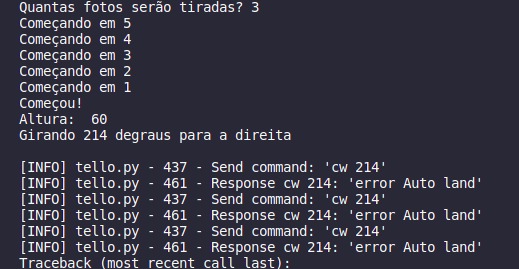 Quantas fotos serão tiradas? 3
Começando em 5
Começando em 4
Começando em 3
Começando em 2
Começando em 1
Começou!
Altura:  60
Girando 214 degraus para a direita
[INFO] tello.py - 437 - Send command: 'cw 214'
[INFO] tello.py - 461 - Response cw 214: 'error Auto land'
[INFO] tello.py - 437 - Send command: 'cw 214'
[INFO] tello.py - 461 - Response cw 214: 'error Auto land'
[INFO] tello.py - 437 - Send command: 'cw 214'
[INFO] tello.py - 461 - Response cw 214: 'error Auto land'
Traceback (most recent call last):